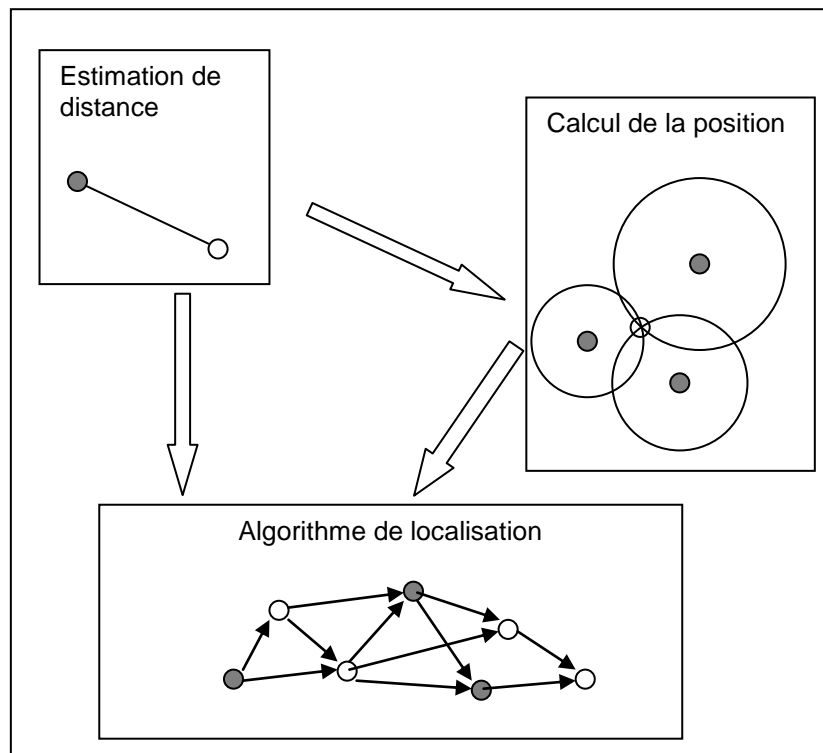 Estimation de
distance
Calcul de la position
Algorithme de localisation